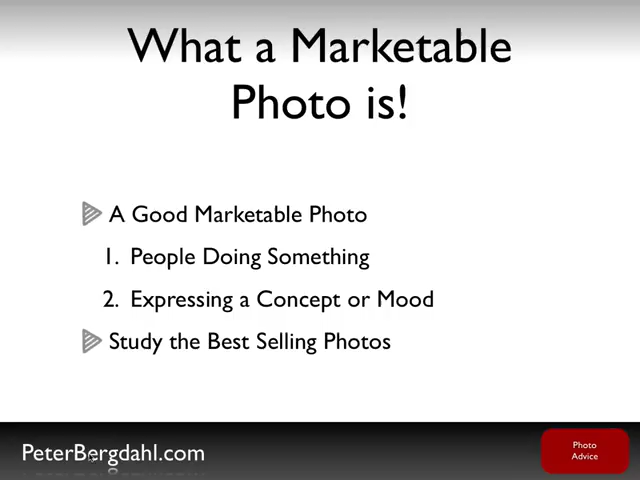 What a Marketable
Photo is!
A Good Marketable Photo
1. People Doing Something
2. Expressing a Concept or Mood
Study the Best Selling Photos
PeterBergdahl.com
Photo
Advice